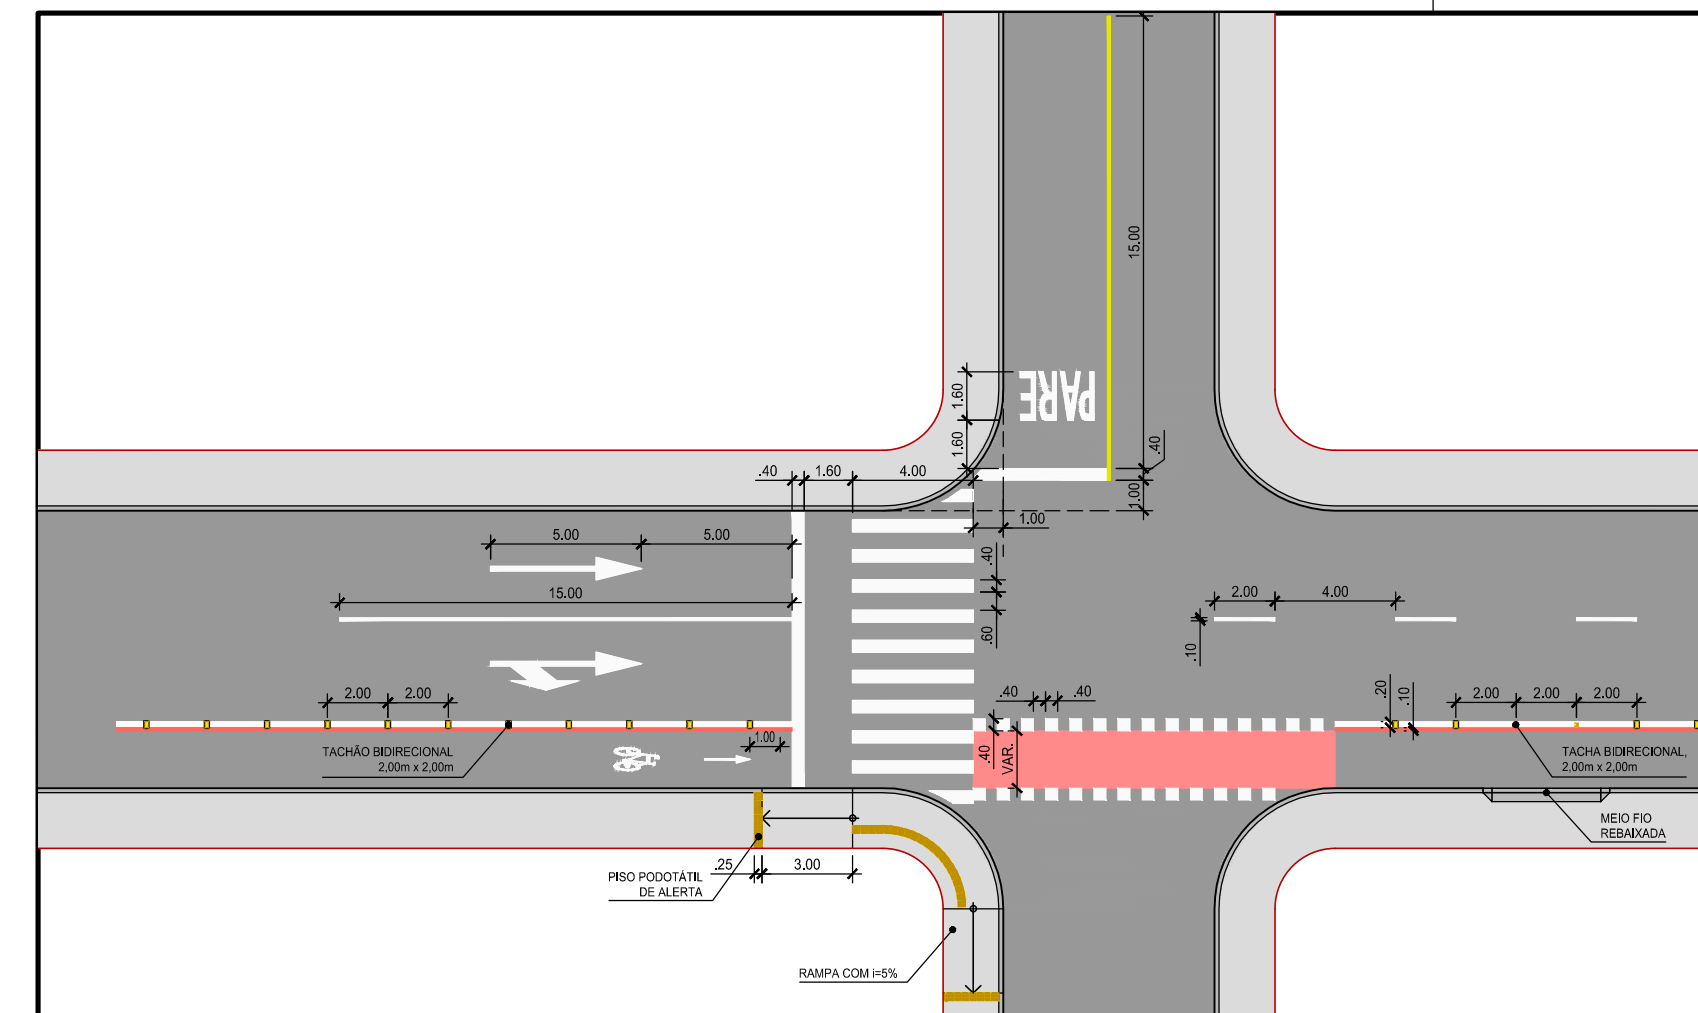 15.00
PARE
1.60
1.60
.40
1.00
.40
1.60
4.00
1.00
5.00
5.00
15.00
.40
.60
2.00
4.00
.10
2.00
2.00
TACHÃO BIDIRECIONAL
2,00m x 2,00m
1.00
.40
.40
.40
VAR.
.20
.10
2.00
2.00
2.00
TACHA BIDIRECIONAL,
2,00m x 2,00m
MEIO FIO
REBAIXADA
.25
3.00
PISO PODOTÁTIL
DE ALERTA
RAMPA COM i=5%